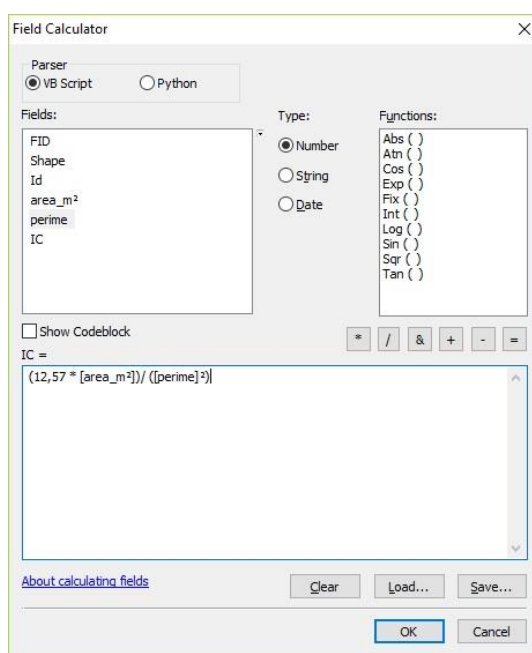 Field Calculator
Parser
VB Script
Python
Fields:
FID
Shape
Id
area_m²
perime
IC
Type:
Number
String
Date
Functions:
Abs ( )
Atn ( )
Cos ( )
Exp ( )
Fix ( )
Int ( )
Log ( )
Sin ( )
Sqr ( )
Tan ( )
Show Codeblock
* / & + - =
IC =
(12,57 * [area_m²])/ ([perime]²)
About calculating fields
Clear
Load...
Save...
OK
Cancel